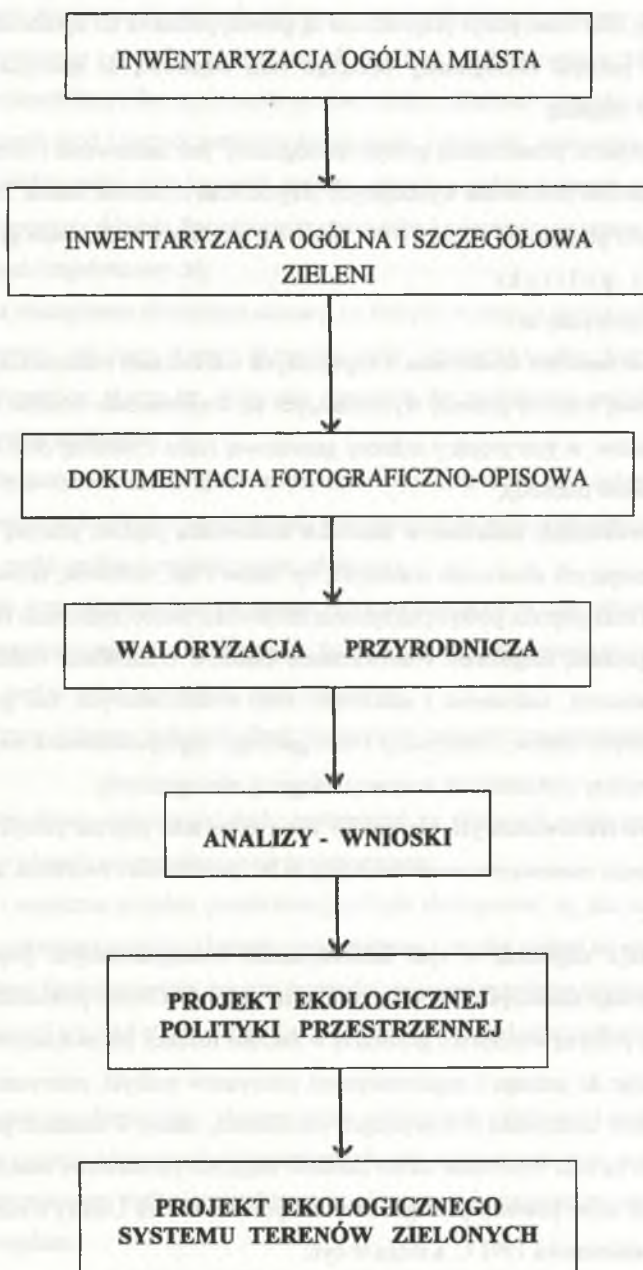 INWENTARYZACJA OGÓLNA MIASTA
INWENTARYZACJA OGÓLNA I SZCZEGÓŁOWA
ZIELENI
DOKUMENTACJA FOTOGRAFICZNO-OPISOWA
WALORYZACJA PRZYRODNICZA
ANALIZY - WNIOSKI
PROJEKT EKOLOGICZNEJ
POLITYKI PRZESTRZENNEJ
PROJEKT EKOLOGICZNEGO
SYSTEMU TERENÓW ZIELONYCH